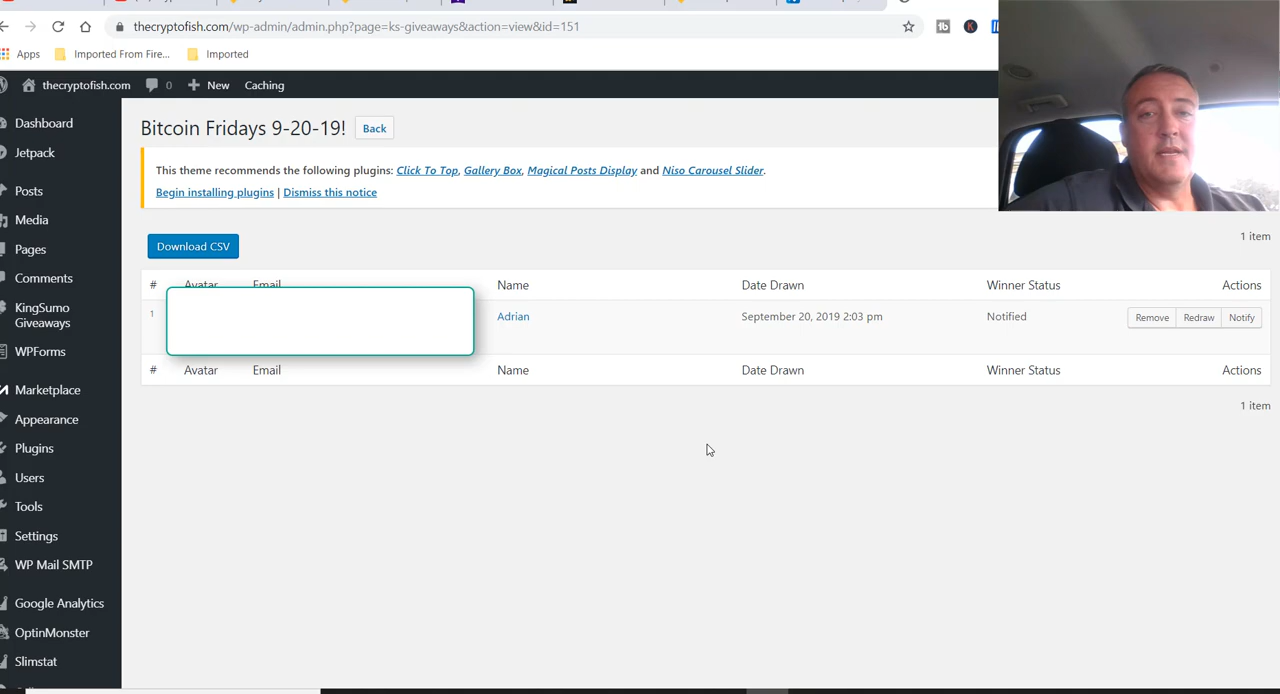 thecryptofish.com/wp-admin/admin.php?page=ks-giveaways&action=view&id=151
Apps Imported From Fire... Imported
thecryptofish.com 0 New Caching
Dashboard
Jetpack
Posts
Media
Pages
Comments
KingSumo
Giveaways
WPForms
Marketplace
Appearance
Plugins
Users
Tools
Settings
WP Mail SMTP
Google Analytics
OptinMonster
Slimstat
Bitcoin Fridays 9-20-19! Back
This theme recommends the following plugins: Click To Top, Gallery Box, Magical Posts Display and Niso Carousel Slider.
Begin installing plugins | Dismiss this notice
Download CSV
1 item
# Avatar Email Name Date Drawn Winner Status Actions
1 Adrian September 20, 2019 2:03 pm Notified Remove Redraw Notify
# Avatar Email Name Date Drawn Winner Status Actions
1 item